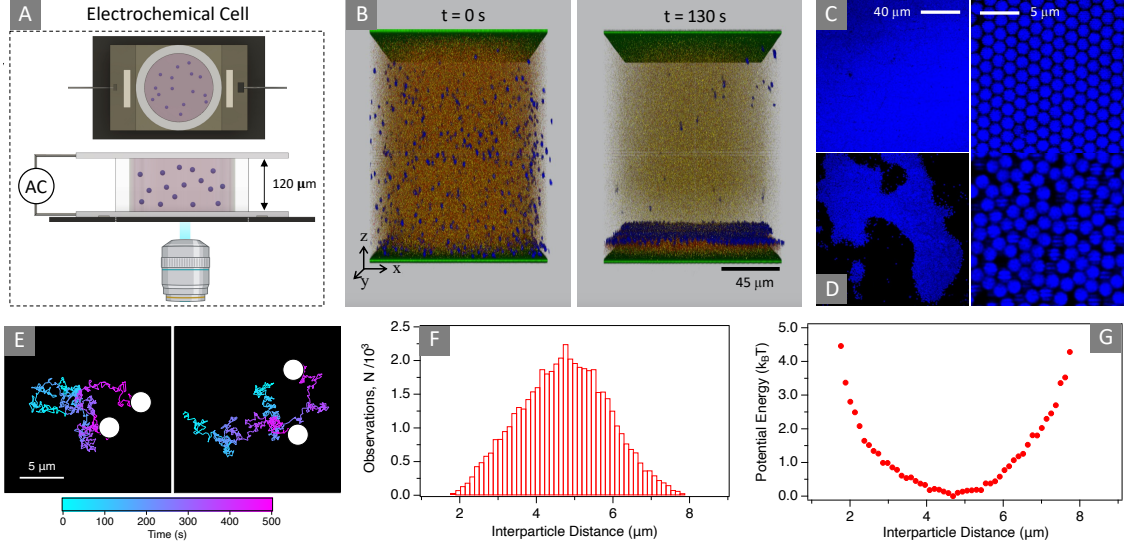 A
Electrochemical Cell
AC
120 μm
B
t = 0 s
t = 130 s
z
x
y
45 μm
C
40 μm
5 μm
D
E
5 μm
0 100 200 300 400 500
Time (s)
F
Observations, N /10³
2.5
2.0
1.5
1.0
0.5
0.0
2 4 6 8
Interparticle Distance (μm)
G
Potential Energy (kBT)
5.0
4.0
3.0
2.0
1.0
0.0
2 4 6 8
Interparticle Distance (μm)